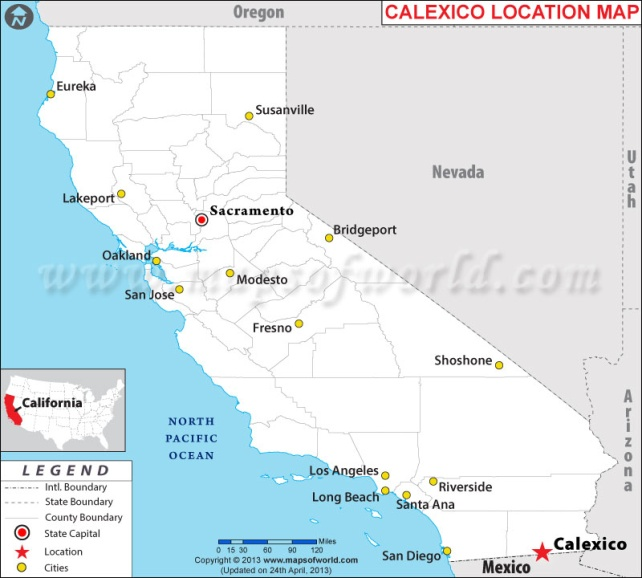 CALEXICO LOCATION MAP
N
Oregon
Eureka
Susanville
Nevada
Utah
Lakeport
Sacramento
Bridgeport
Oakland
www.mapsofworld.com
Modesto
San Jose
Fresno
Shoshone
California
Arizona
NORTH
PACIFIC
OCEAN
LEGEND
Intl. Boundary
State Boundary
County Boundary
State Capital
Location
Cities
Los Angeles
Riverside
Long Beach
Santa Ana
Calexico
San Diego
Mexico
Miles
0 15 30 60 90 120
Copyright © 2013 www.mapsofworld.com
(Updated on 24th April, 2013)